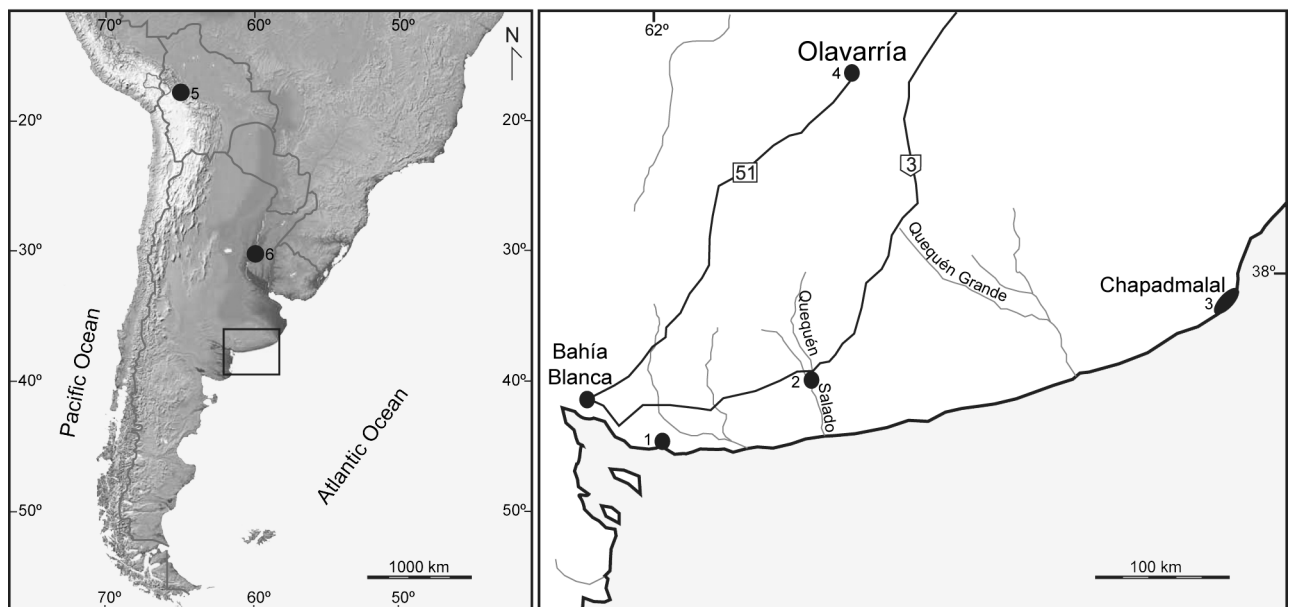 70º 60º 50º
N
5
20º 20º
6
30º 30º
Pacific Ocean
40º 40º
Atlantic Ocean
50º 50º
1000 km
70º 60º 50º
62º
Olavarría
4
51
3
Quequén Grande
38º
Chapadmalal
3
Quequén
Salado
2
Bahía
Blanca
1
100 km